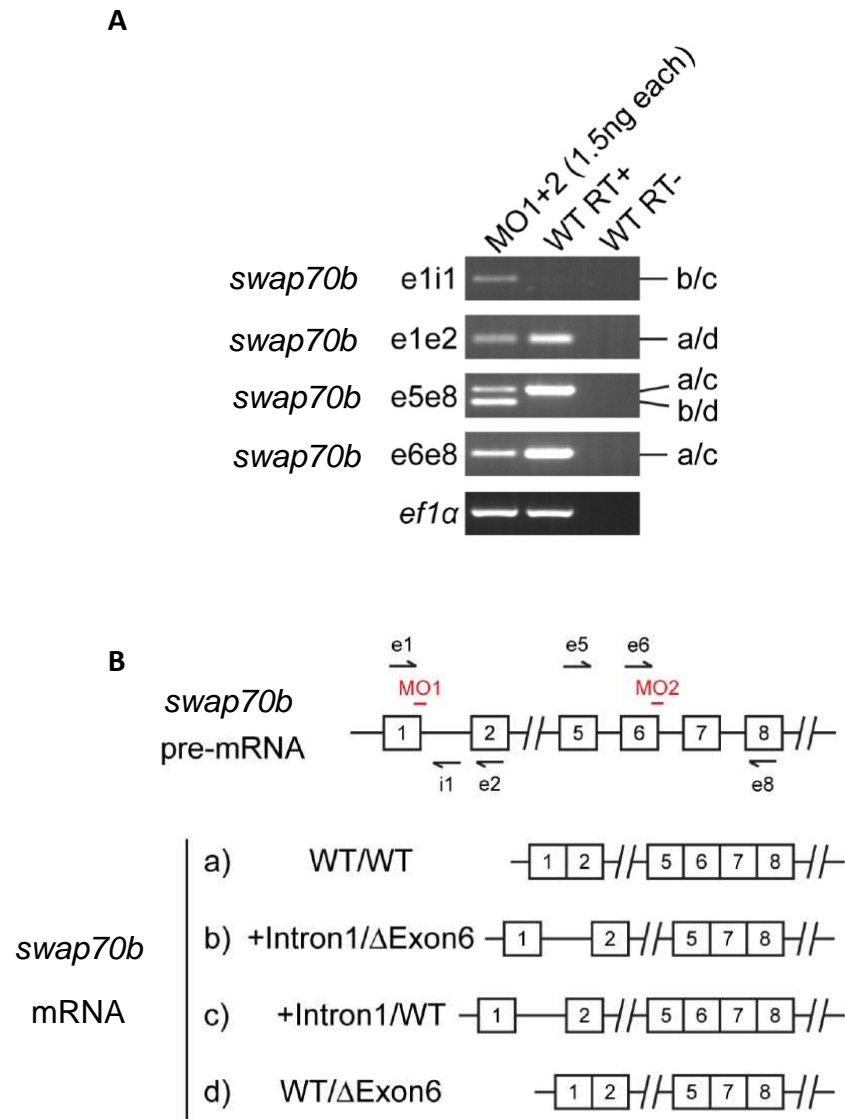 A
MO1+2 (1.5ng each)
WT RT+
WT RT-
swap70b e1i1 b/c
swap70b e1e2 a/d
swap70b e5e8 a/c
b/d
swap70b e6e8 a/c
ef1α
B
e1 e5 e6
MO1 MO2
swap70b
pre-mRNA
1 2 5 6 7 8
i1 e2 e8
a) WT/WT 1 2 5 6 7 8
b) +Intron1/ΔExon6 1 2 5 7 8
swap70b
mRNA
c) +Intron1/WT 1 2 5 6 7 8
d) WT/ΔExon6 1 2 5 7 8